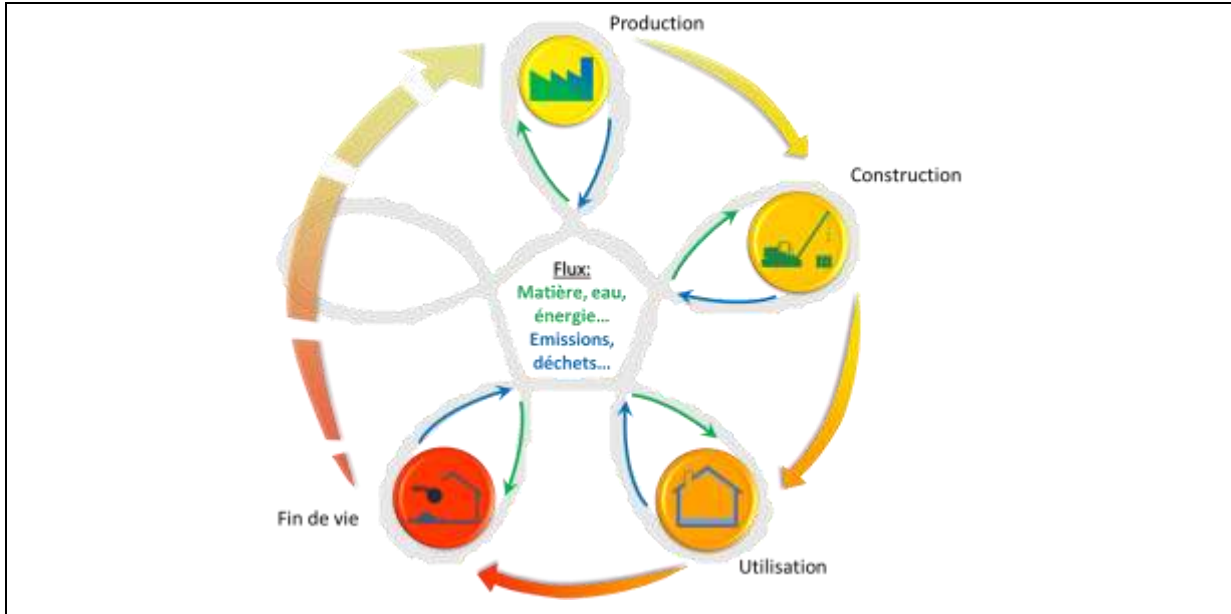 Production
Construction
Flux:
Matière, eau,
énergie...
Emissions,
déchets...
Fin de vie
Utilisation